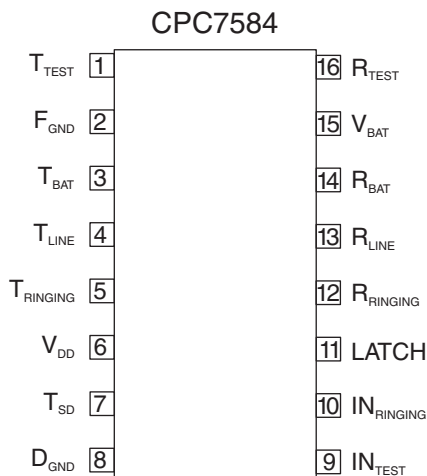 CPC7584
T_TEST 1 16 R_TEST
F_GND 2 15 V_BAT
T_BAT 3 14 R_BAT
T_LINE 4 13 R_LINE
T_RINGING 5 12 R_RINGING
V_DD 6 11 LATCH
T_SD 7 10 IN_RINGING
D_GND 8 9 IN_TEST